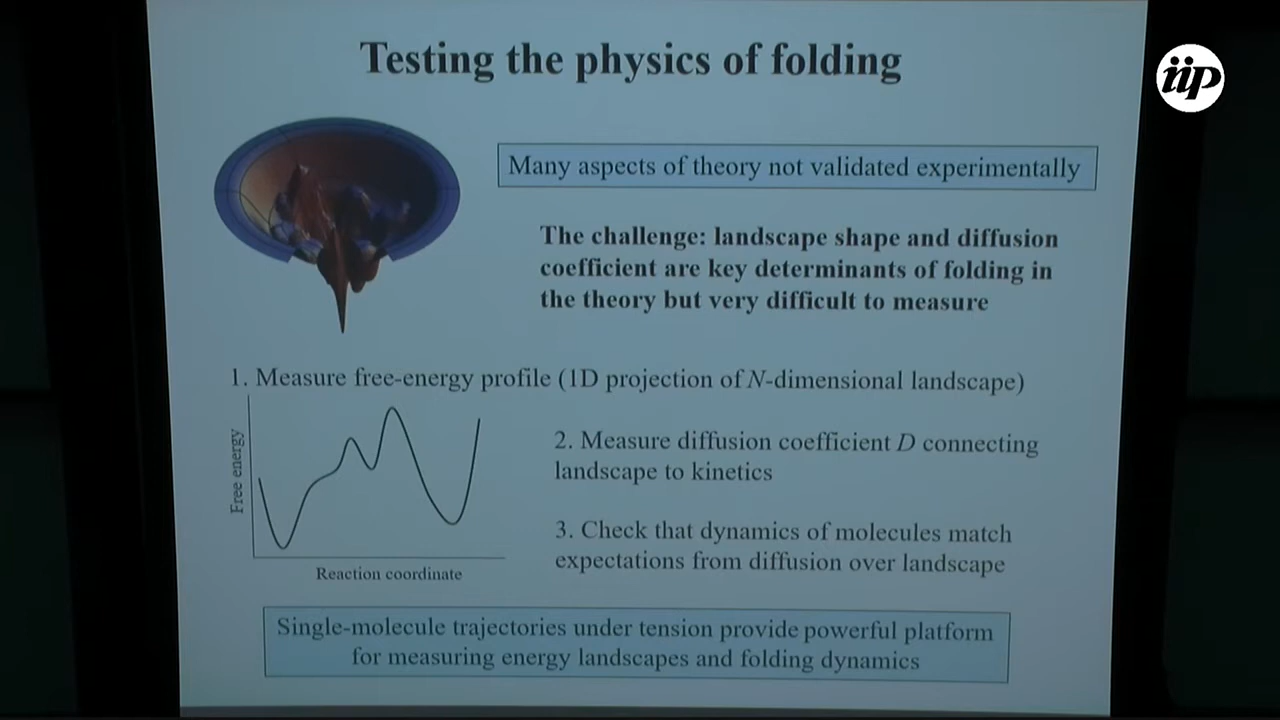 Testing the physics of folding
iip
Many aspects of theory not validated experimentally
The challenge: landscape shape and diffusion
coefficient are key determinants of folding in
the theory but very difficult to measure
1. Measure free-energy profile (1D projection of N-dimensional landscape)
Free energy
Reaction coordinate
2. Measure diffusion coefficient D connecting
landscape to kinetics
3. Check that dynamics of molecules match
expectations from diffusion over landscape
Single-molecule trajectories under tension provide powerful platform
for measuring energy landscapes and folding dynamics